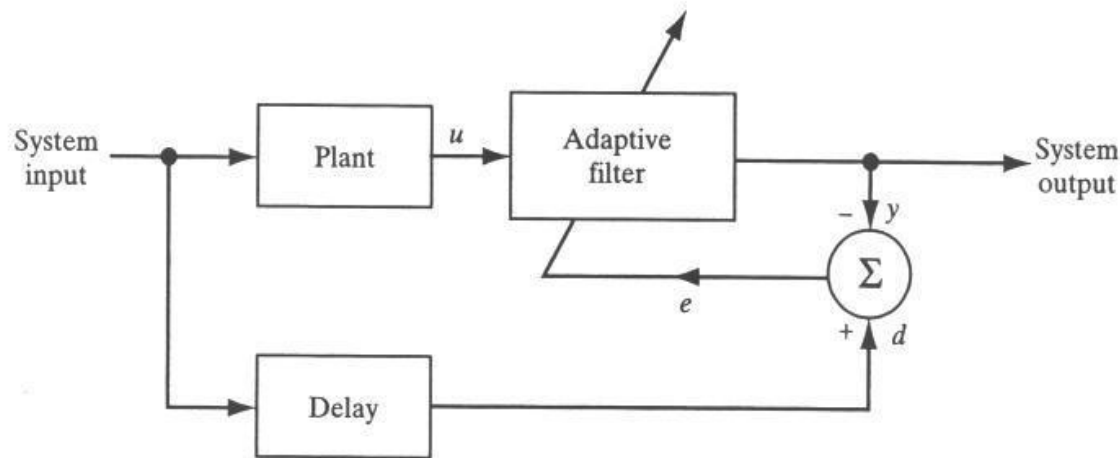 System
input
Plant
u
Adaptive
filter
System
output
− y
Σ
e
+ d
Delay